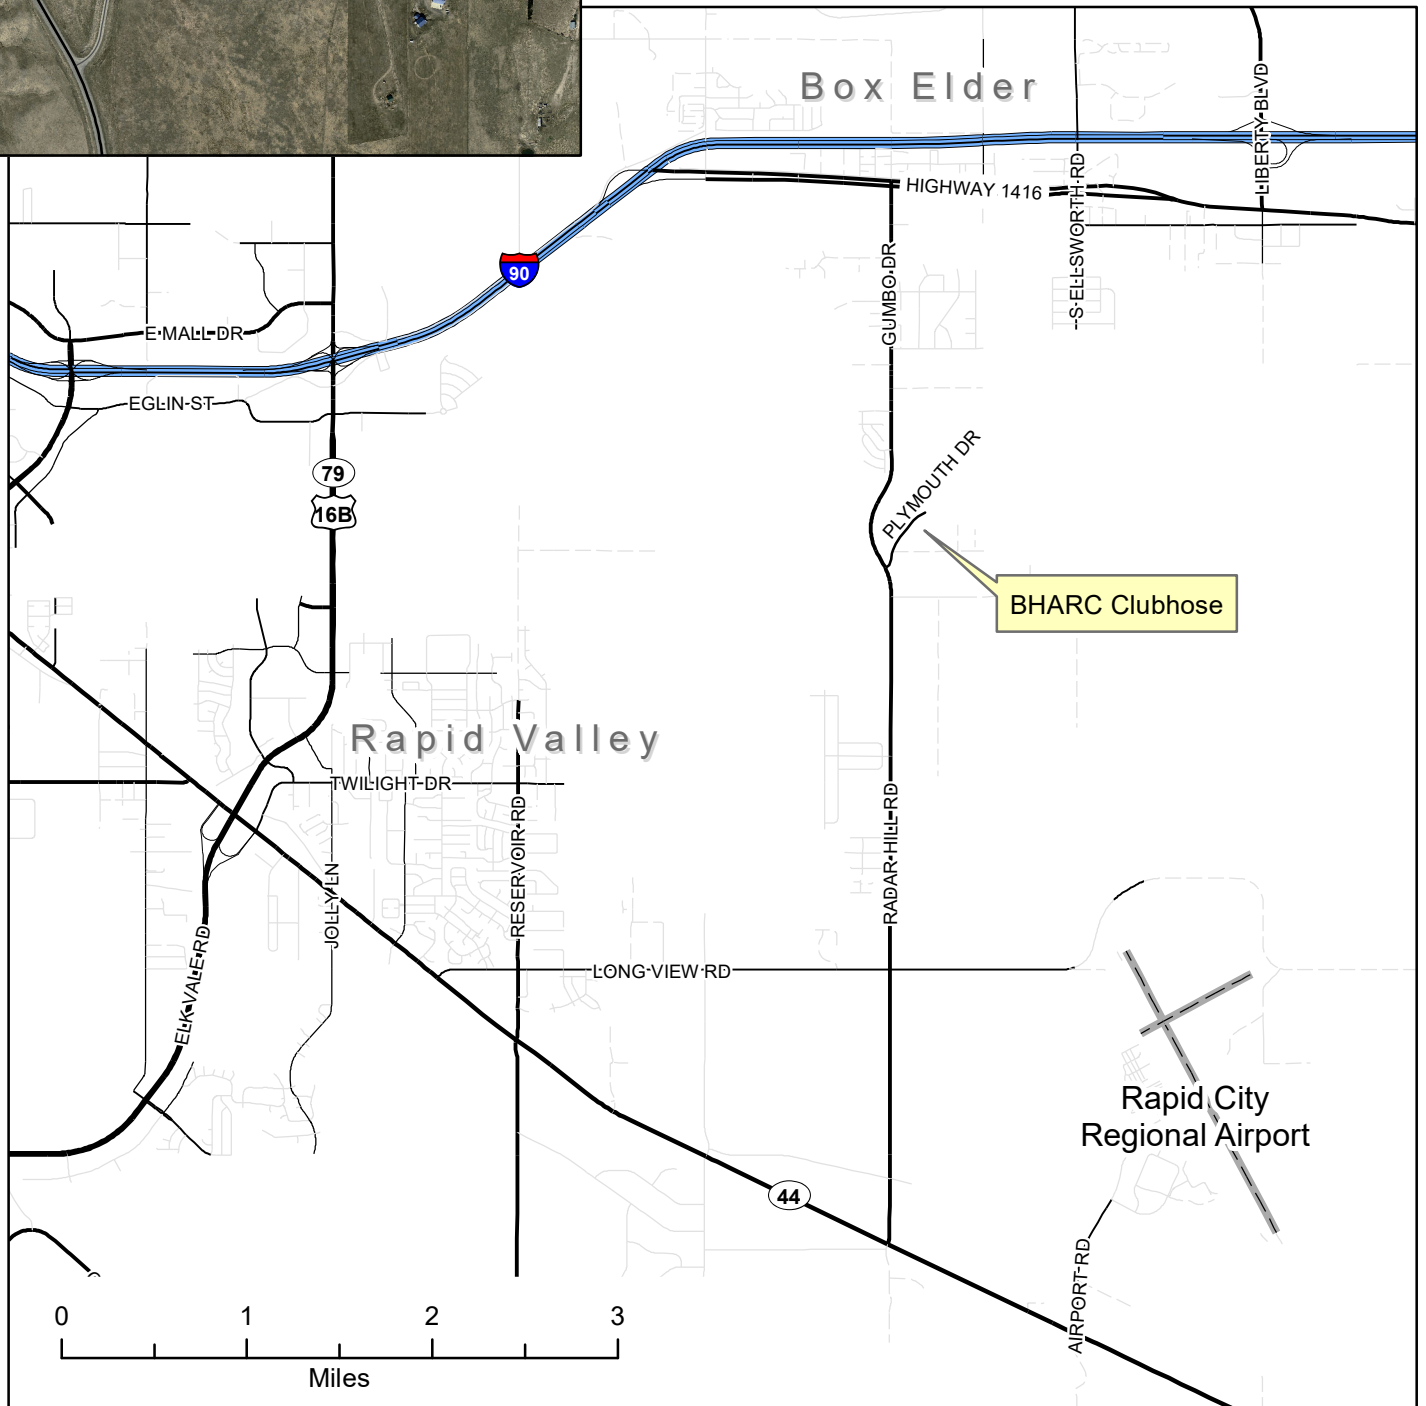 Box Elder
LIBERTY BLVD
HIGHWAY 1416
S ELLSWORTH RD
GUMBO DR
90
E MALL DR
EGLIN ST
79
16B
PLYMOUTH DR
BHARC Clubhose
Rapid Valley
TWILIGHT DR
RESERVOIR RD
RADAR HILL RD
JOLLY LN
ELK VALE RD
LONG VIEW RD
Rapid City
Regional Airport
44
AIRPORT RD
0 1 2 3
Miles